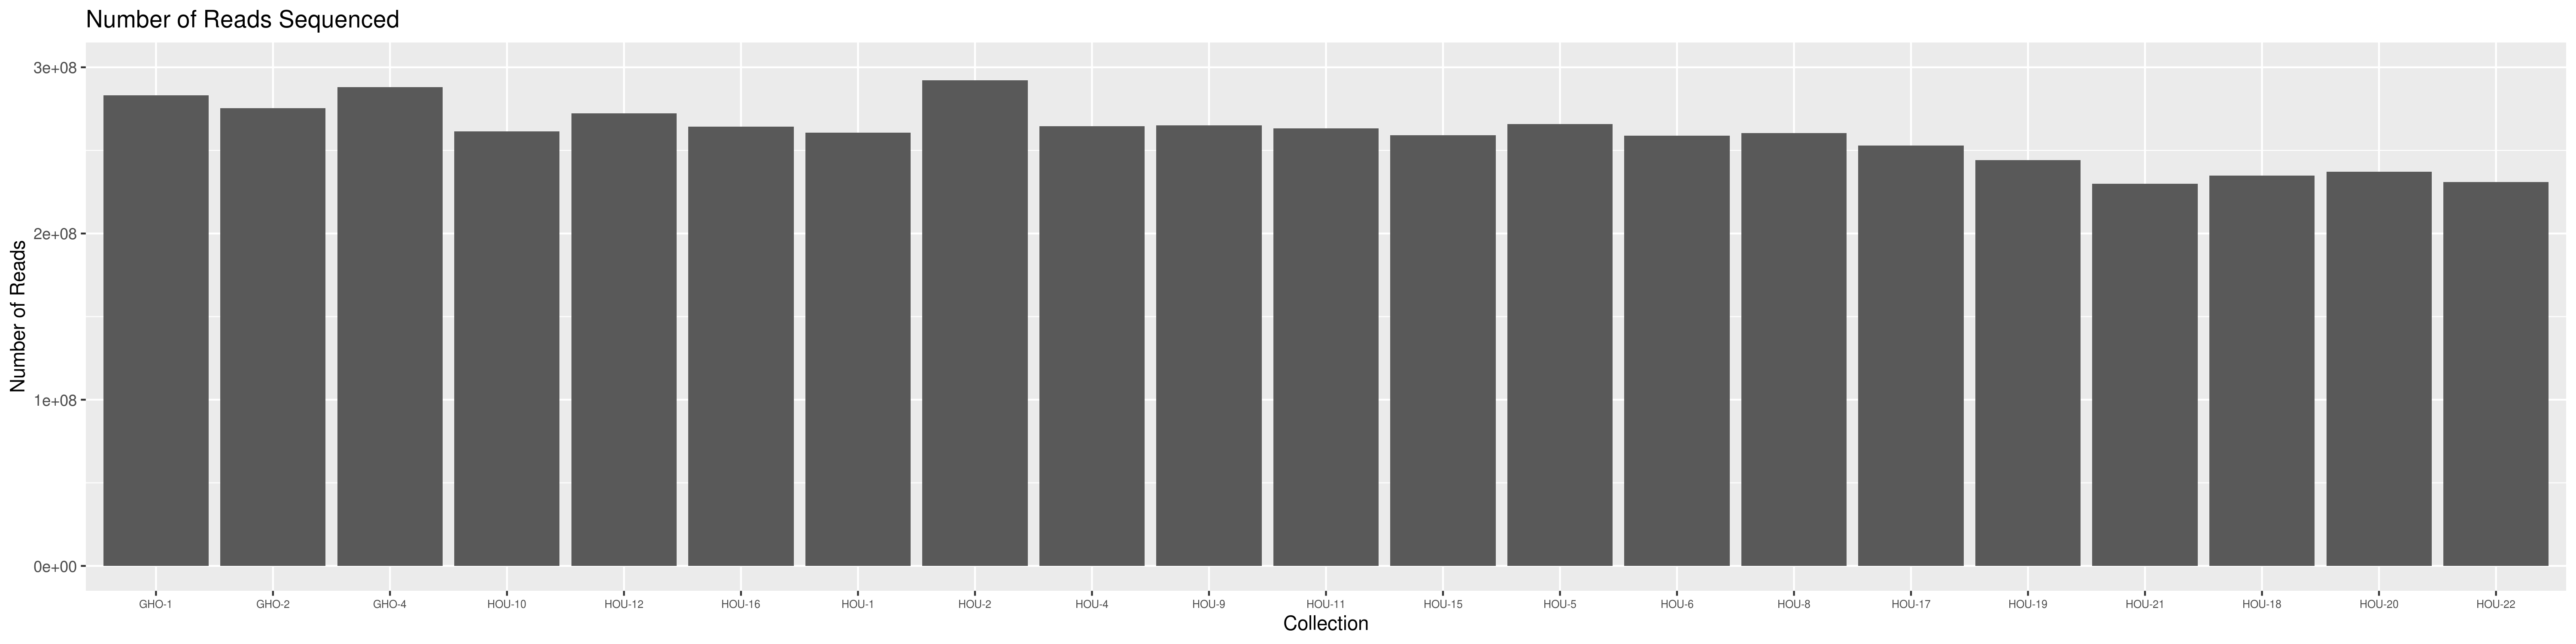 Number of Reads Sequenced
Number of Reads
3e+08
2e+08
1e+08
0e+00
GHO-1 GHO-2 GHO-4 HOU-10 HOU-12 HOU-16 HOU-1 HOU-2 HOU-4 HOU-9 HOU-11 HOU-15 HOU-5 HOU-6 HOU-8 HOU-17 HOU-19 HOU-21 HOU-18 HOU-20 HOU-22
Collection